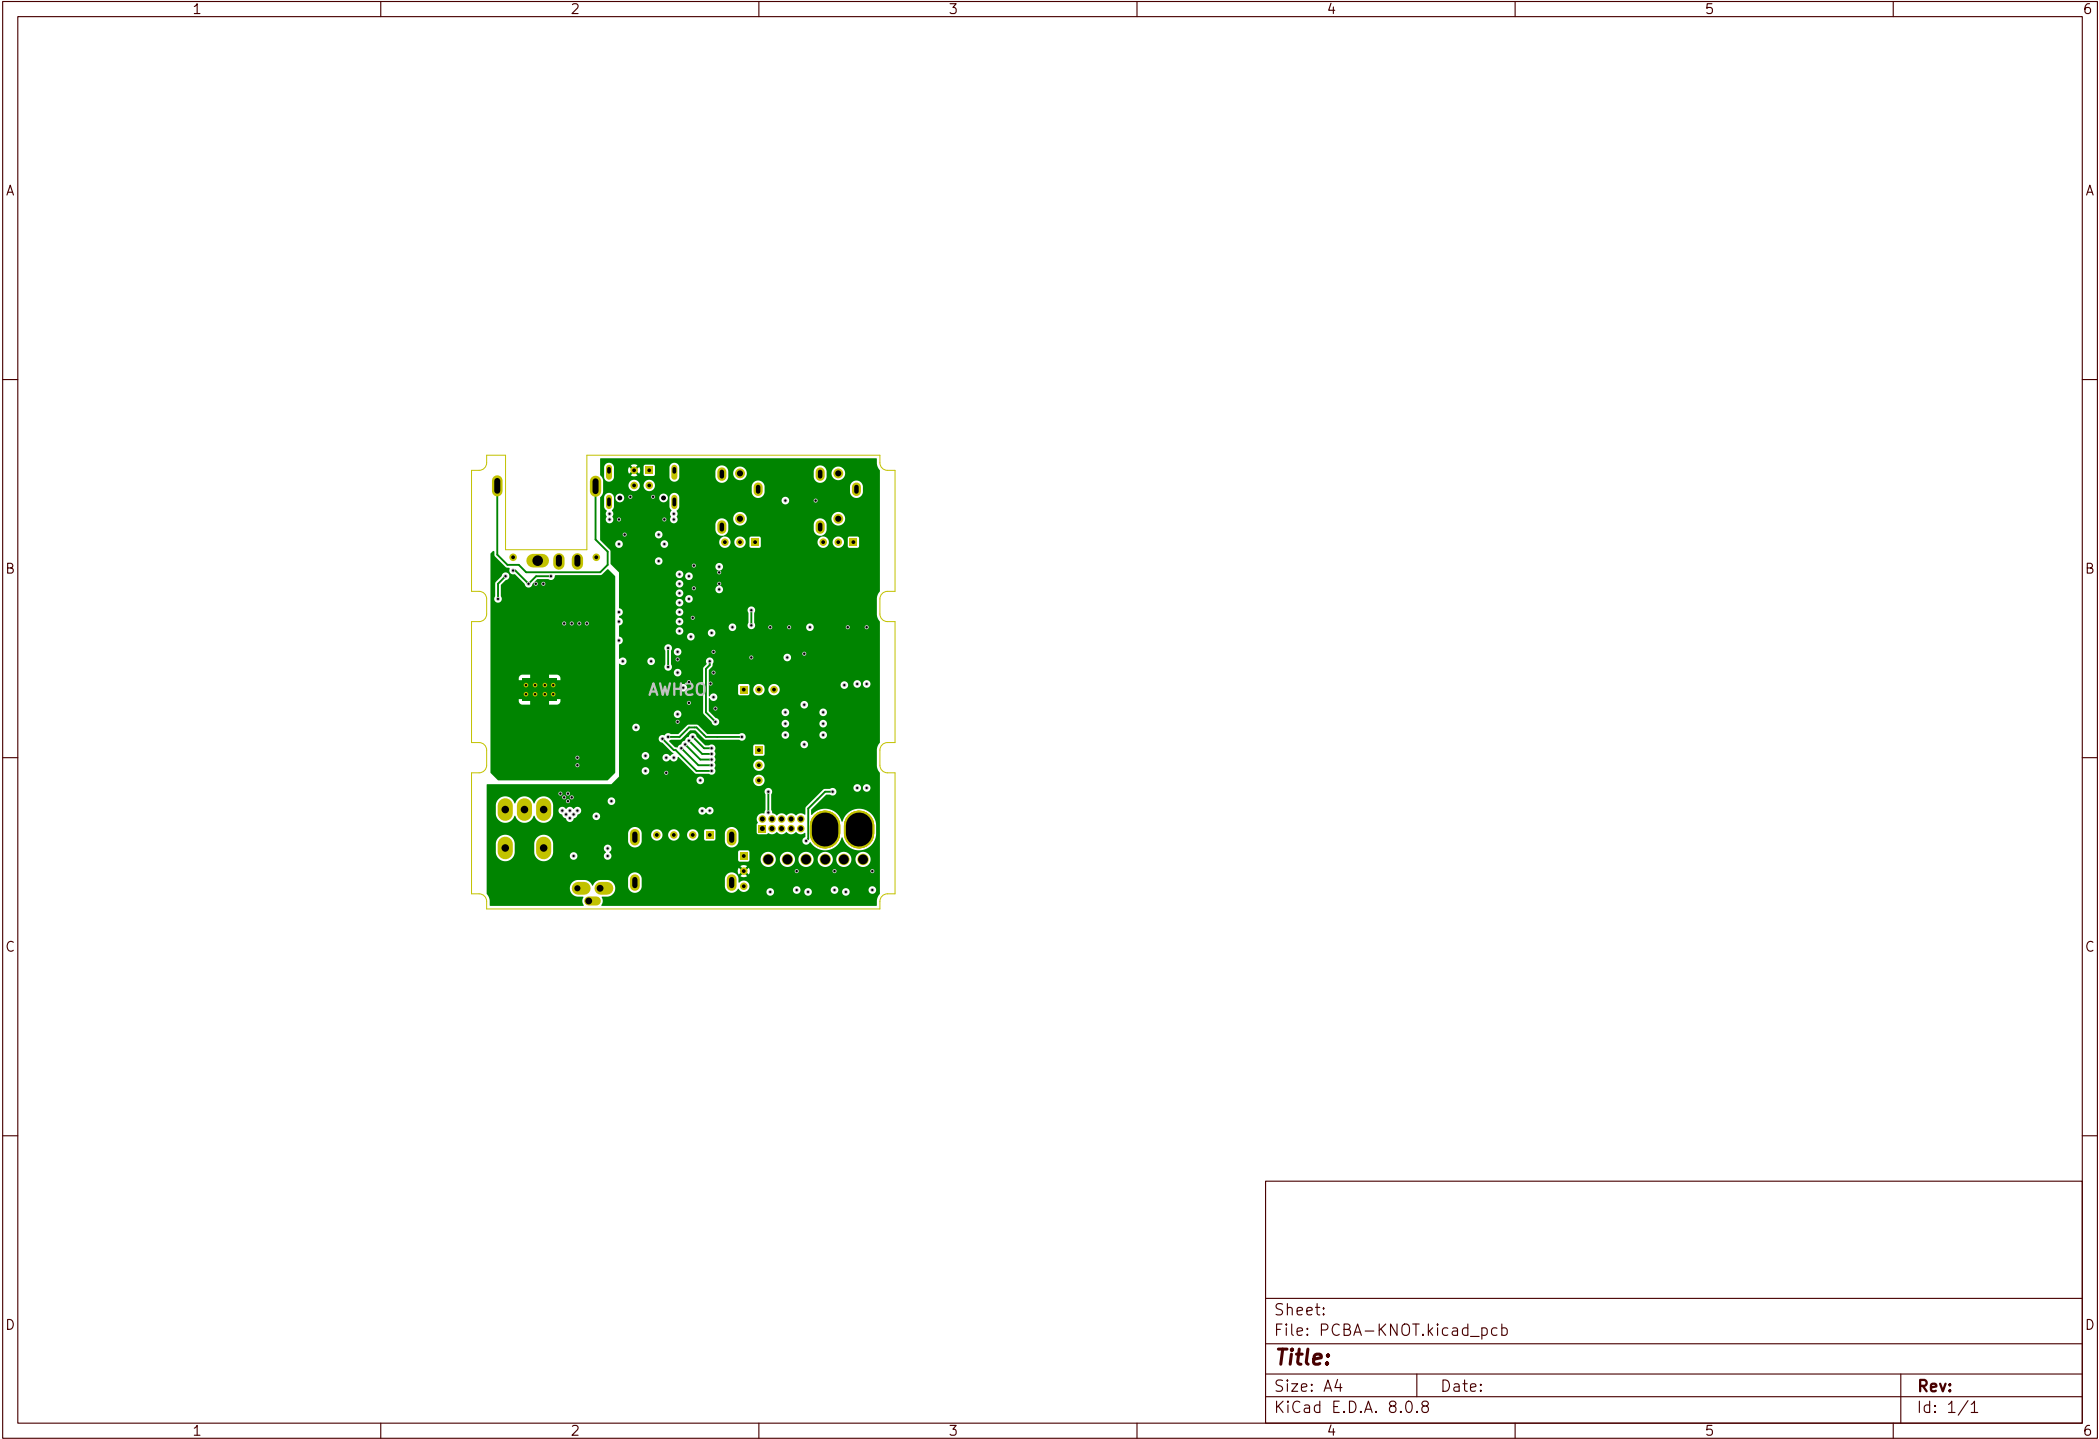 1 2 3 4 5 6
A A
B B
OSHWA
C C
Sheet:
File: PCBA-KNOT.kicad_pcb
D D
Title:
Size: A4 Date: Rev:
KiCad E.D.A. 8.0.8 Id: 1/1
1 2 3 4 5 6